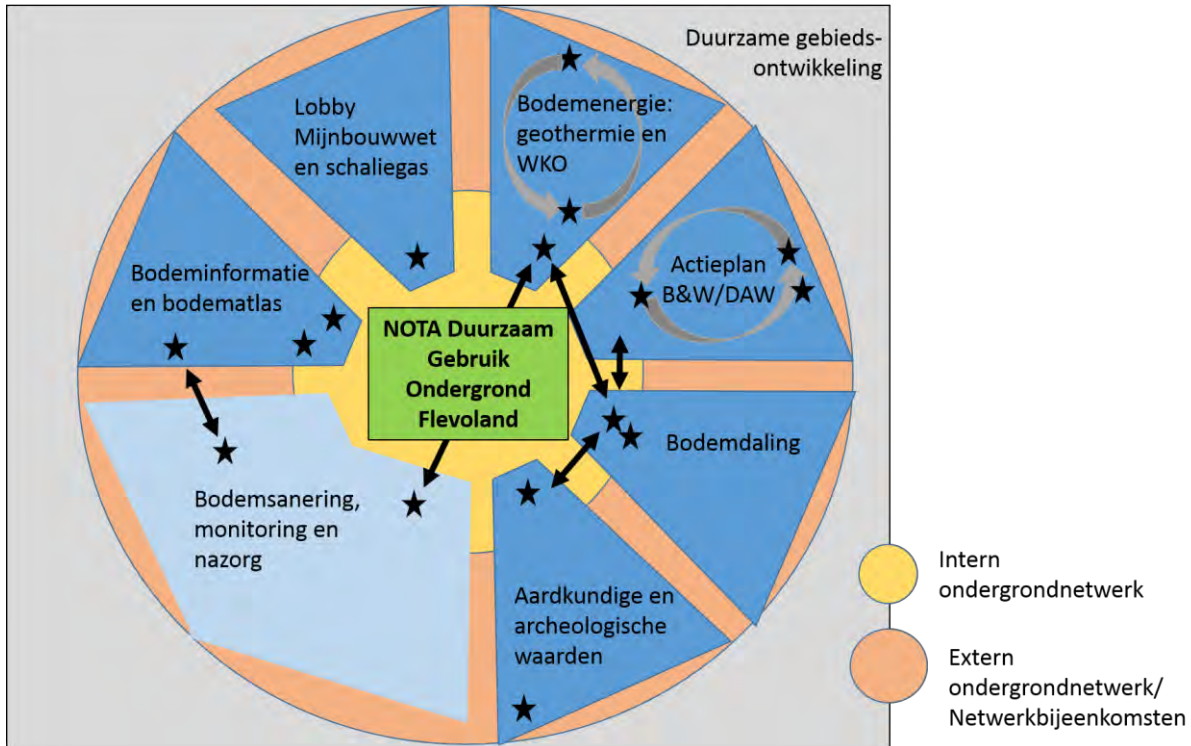 Duurzame gebieds-
ontwikkeling
Lobby
Mijnbouwwet
en schaliegas
Bodemenergie:
geothermie en
WKO
Bodeminformatie
en bodematlas
Actieplan
B&W/DAW
NOTA Duurzaam
Gebruik
Ondergrond
Flevoland
Bodemdaling
Bodemsanering,
monitoring en
nazorg
Aardkundige en
archeologische
waarden
Intern
ondergrondnetwerk
Extern
ondergrondnetwerk/
Netwerkbijeenkomsten